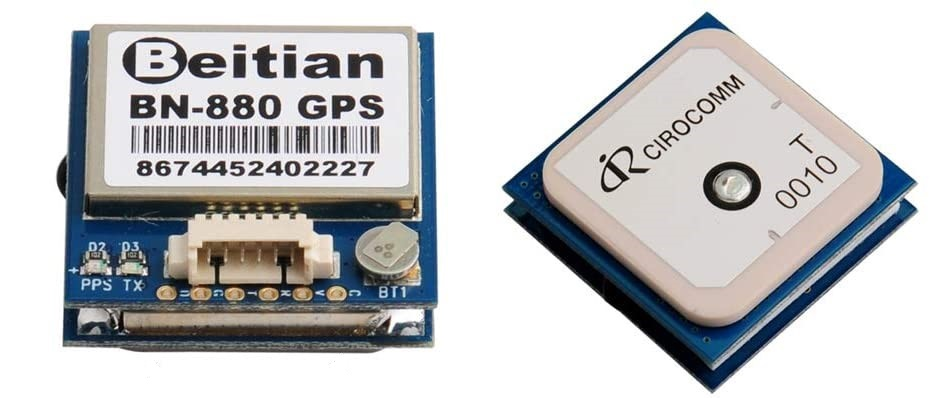 Beitian
BN-880 GPS
8674452402227
D2 D3
+
PPS TX
BT1
D G T R V C
CIROCOMM
T
0010